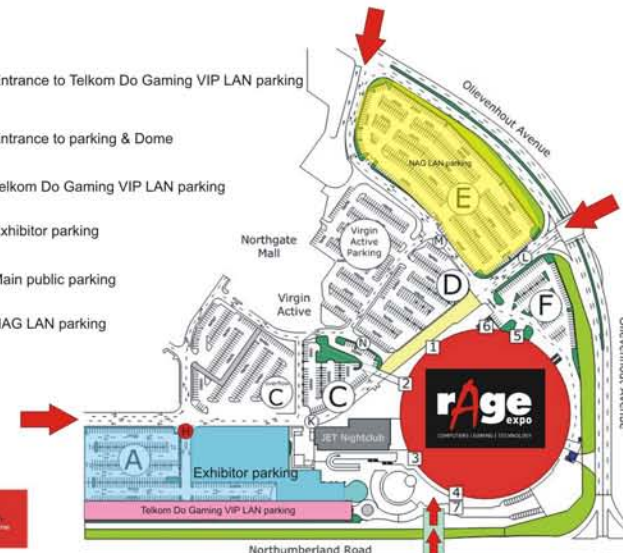 ntrance to Telkom Do Gaming VIP LAN parking
ntrance to parking & Dome
elkom Do Gaming VIP LAN parking
xhibitor parking
Main public parking
NAG LAN parking
Olievenhout Avenue
NAG LAN parking
E
M
L
Virgin
Active
Parking
Northgate
Mall
D
F
Virgin
Active
6
5
1
N
2
C
C
K
rAge
expo
COMPUTERS | GAMING | TECHNOLOGY
JET Nightclub
H
A
Exhibitor parking
3
4
7
Telkom Do Gaming VIP LAN parking
Northumberland Road